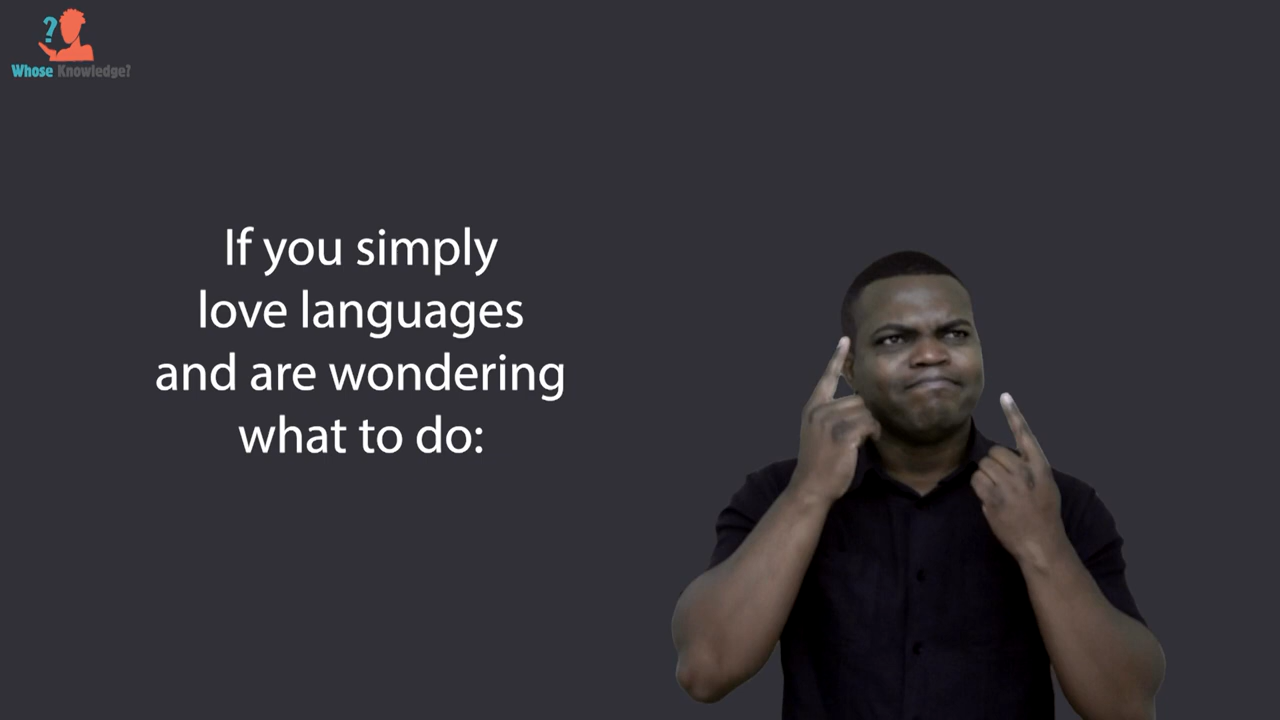 ?
Whose Knowledge?
If you simply
love languages
and are wondering
what to do: